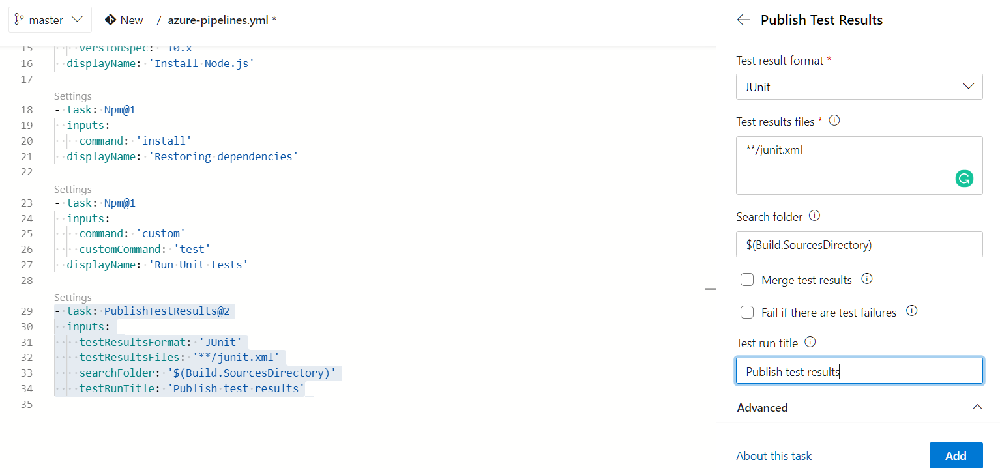 master
New / azure-pipelines.yml *
15 versionSpec: '10.x'
16 displayName: 'Install Node.js'
17
Settings
18 - task: Npm@1
19 inputs:
20 command: 'install'
21 displayName: 'Restoring dependencies'
22
Settings
23 - task: Npm@1
24 inputs:
25 command: 'custom'
26 customCommand: 'test'
27 displayName: 'Run Unit tests'
28
Settings
29 - task: PublishTestResults@2
30 inputs:
31 testResultsFormat: 'JUnit'
32 testResultsFiles: '**/junit.xml'
33 searchFolder: '$(Build.SourcesDirectory)'
34 testRunTitle: 'Publish test results'
35
Publish Test Results
Test result format *
JUnit
Test results files *
**/junit.xml
Search folder
$(Build.SourcesDirectory)
Merge test results
Fail if there are test failures
Test run title
Publish test results
Advanced
About this task
Add